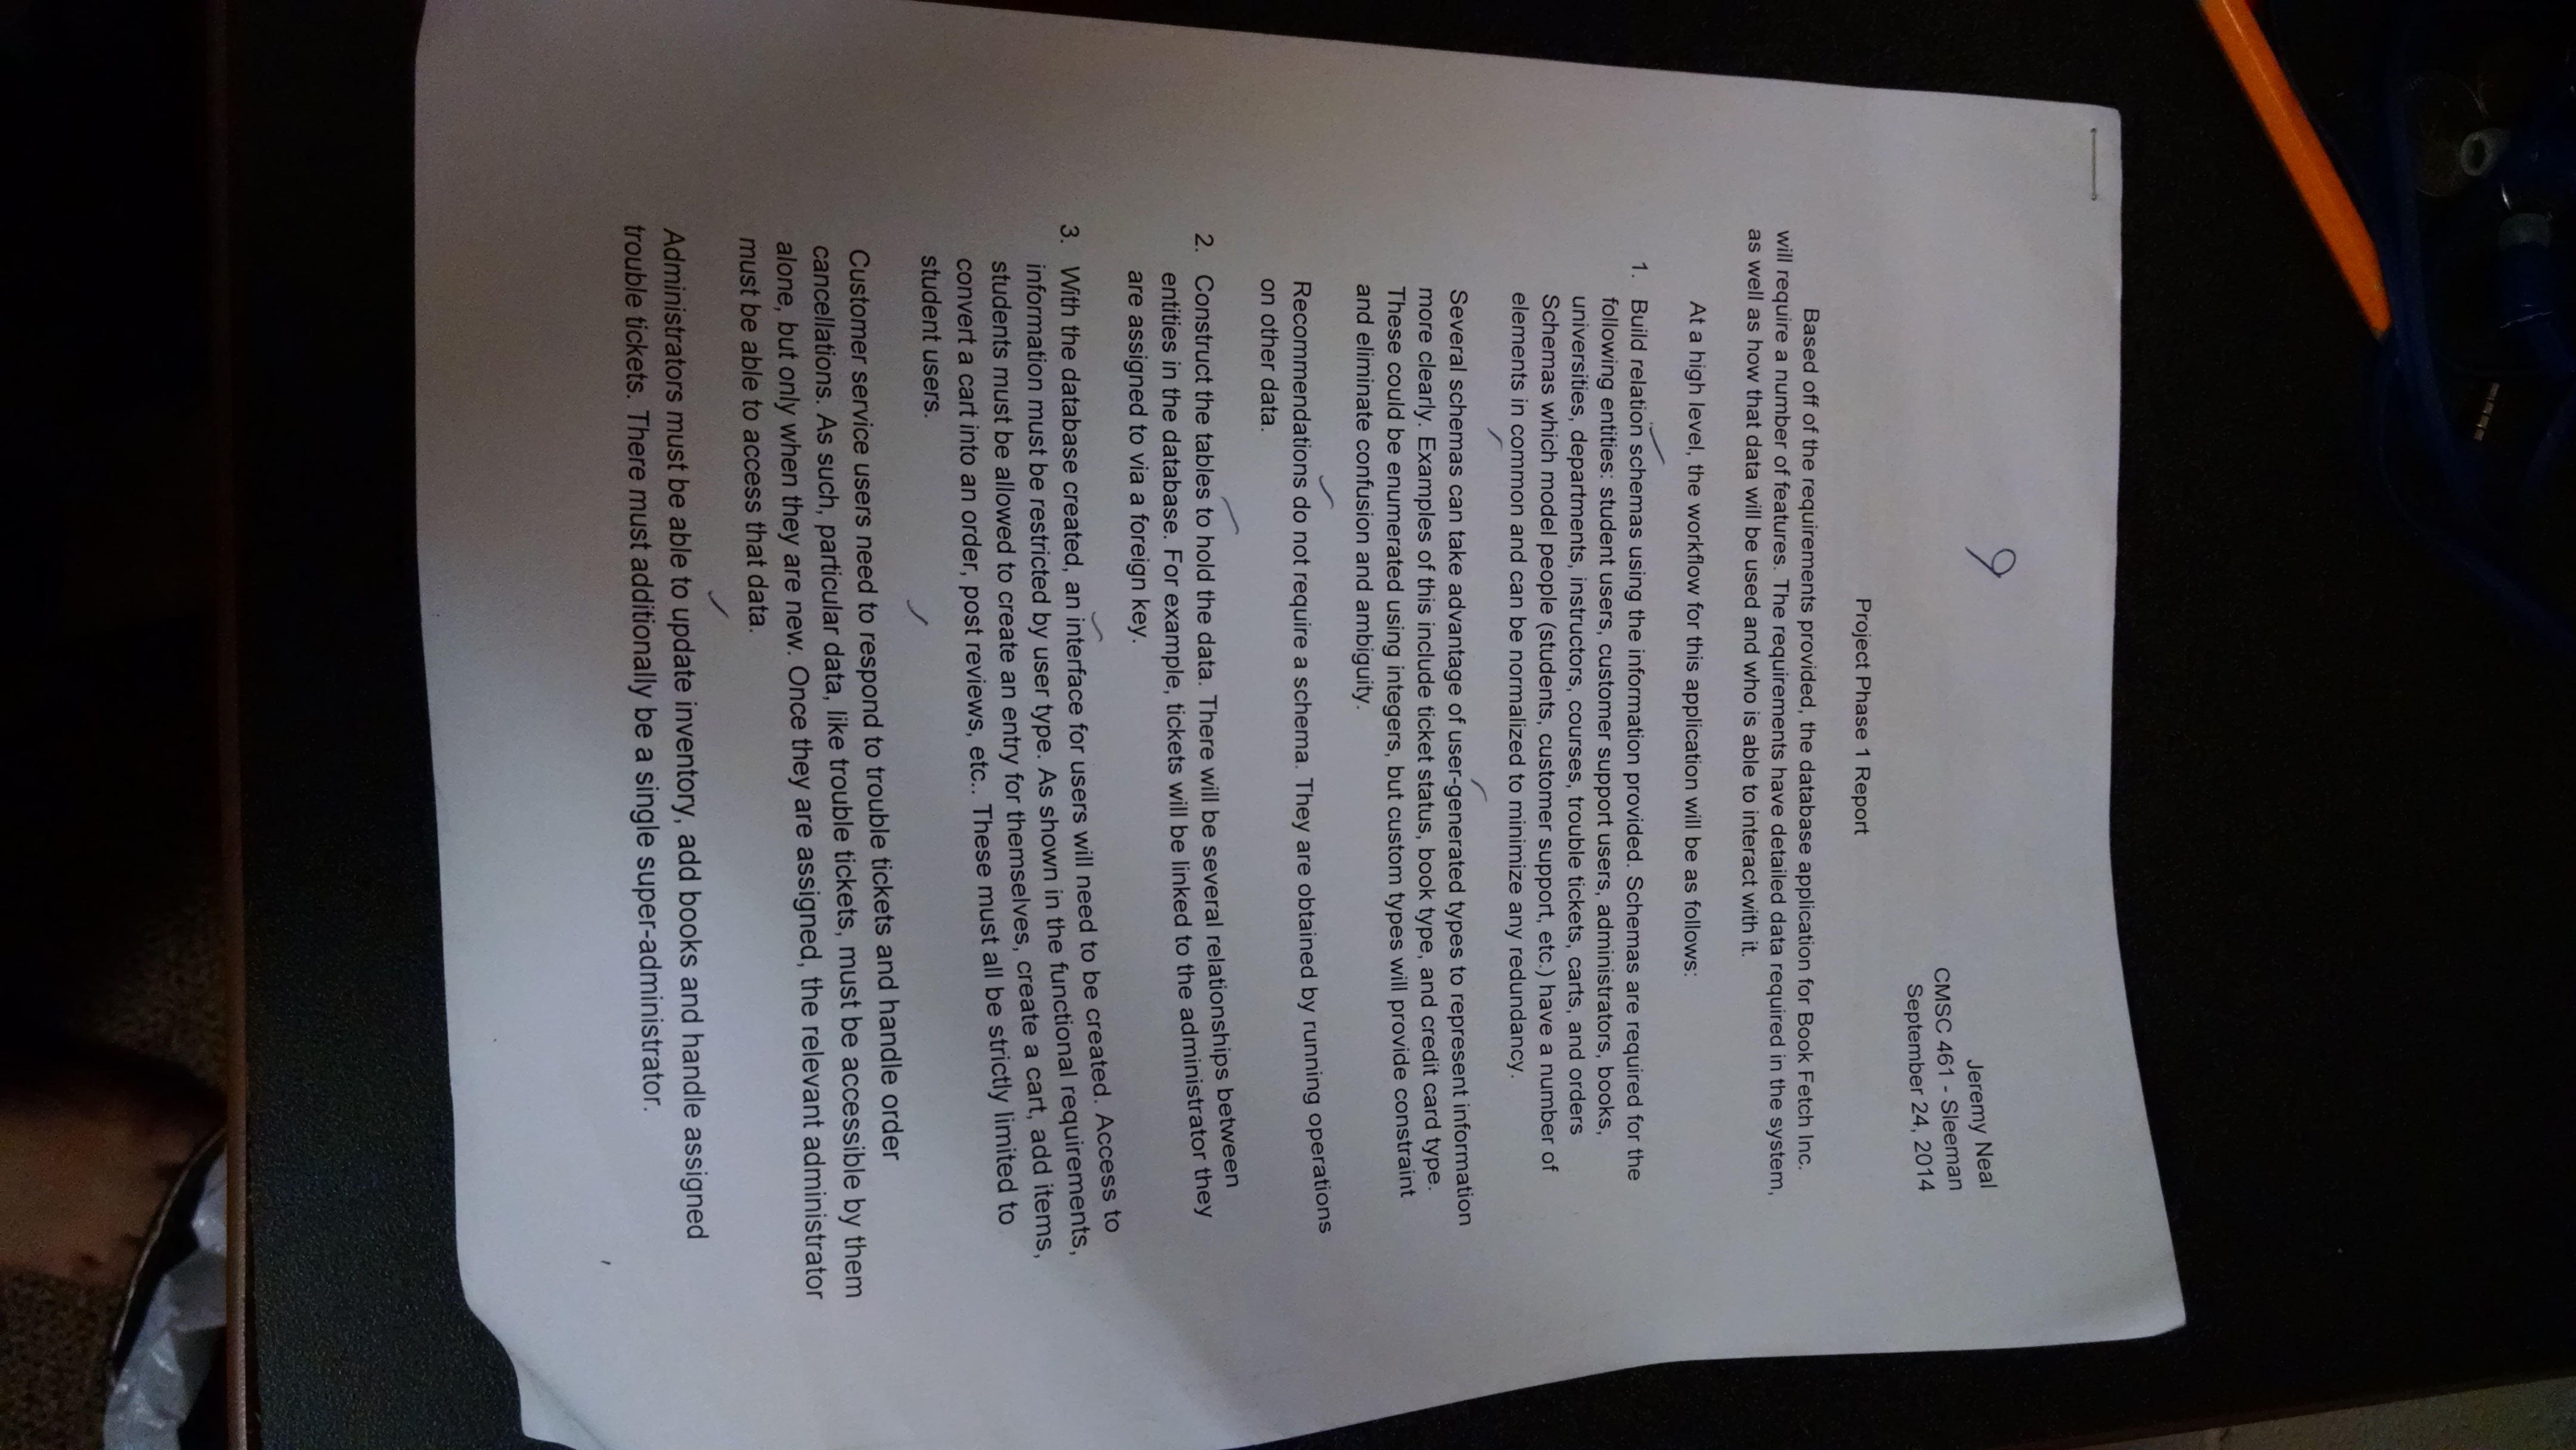 9
Jeremy Neal
CMSC 461 - Sleeman
September 24, 2014
Project Phase 1 Report
Based off of the requirements provided, the database application for Book Fetch Inc.
will require a number of features. The requirements have detailed data required in the system,
as well as how that data will be used and who is able to interact with it.
At a high level, the workflow for this application will be as follows:
1. Build relation schemas using the information provided. Schemas are required for the
following entities: student users, customer support users, administrators, books,
universities, departments, instructors, courses, trouble tickets, carts, and orders
Schemas which model people (students, customer support, etc.) have a number of
elements in common and can be normalized to minimize any redundancy.
Several schemas can take advantage of user-generated types to represent information
more clearly. Examples of this include ticket status, book type, and credit card type.
These could be enumerated using integers, but custom types will provide constraint
and eliminate confusion and ambiguity.
Recommendations do not require a schema. They are obtained by running operations
on other data.
2. Construct the tables to hold the data. There will be several relationships between
entities in the database. For example, tickets will be linked to the administrator they
are assigned to via a foreign key.
3. With the database created, an interface for users will need to be created. Access to
information must be restricted by user type. As shown in the functional requirements,
students must be allowed to create an entry for themselves, create a cart, add items,
convert a cart into an order, post reviews, etc.. These must all be strictly limited to
student users.
Customer service users need to respond to trouble tickets and handle order
cancellations. As such, particular data, like trouble tickets, must be accessible by them
alone, but only when they are new. Once they are assigned, the relevant administrator
must be able to access that data.
Administrators must be able to update inventory, add books and handle assigned
trouble tickets. There must additionally be a single super-administrator.